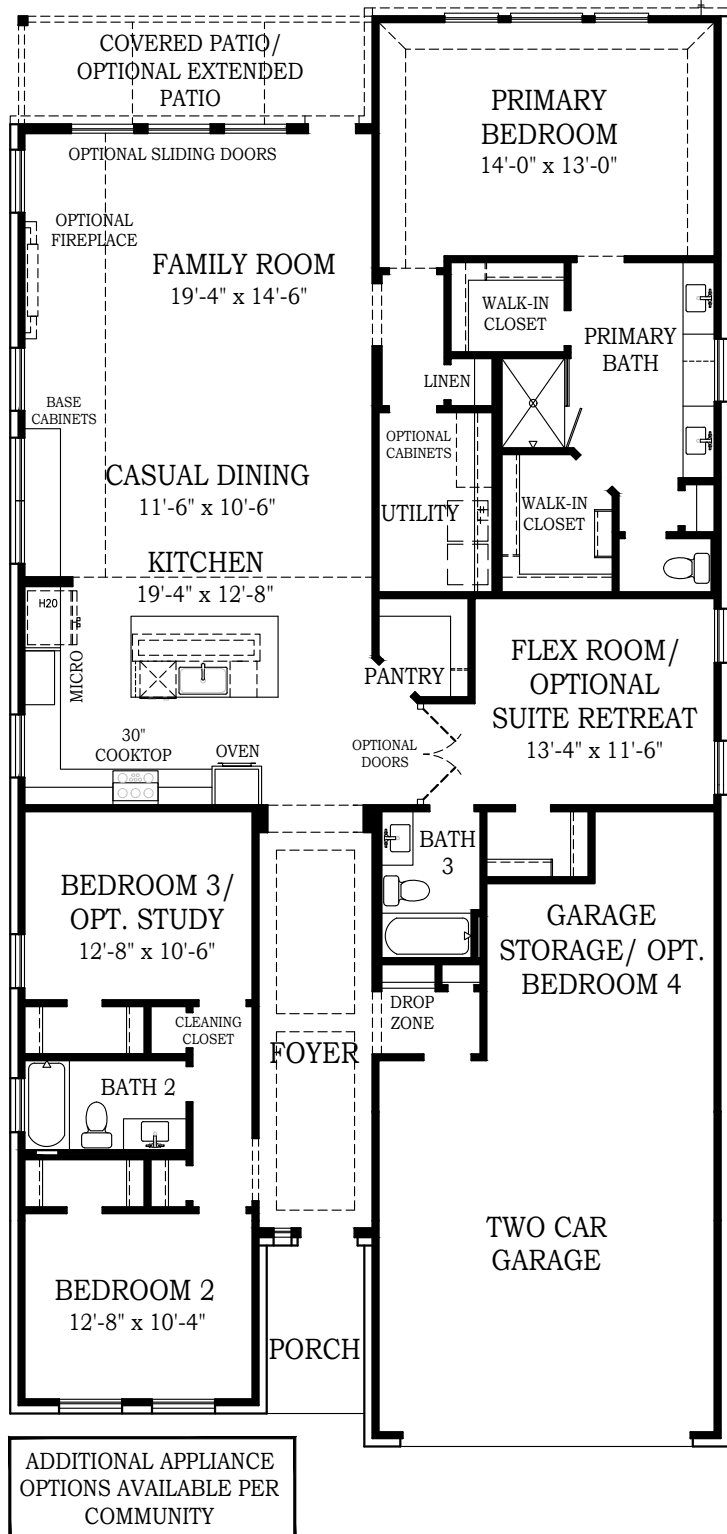 COVERED PATIO/
OPTIONAL EXTENDED
PATIO
PRIMARY
BEDROOM
14'-0" x 13'-0"
OPTIONAL SLIDING DOORS
OPTIONAL
FIREPLACE
FAMILY ROOM
19'-4" x 14'-6"
WALK-IN
CLOSET
PRIMARY
BATH
LINEN
BASE
CABINETS
OPTIONAL
CABINETS
CASUAL DINING
11'-6" x 10'-6"
UTILITY
WALK-IN
CLOSET
KITCHEN
19'-4" x 12'-8"
H20
MICRO
PANTRY
FLEX ROOM/
OPTIONAL
SUITE RETREAT
13'-4" x 11'-6"
30"
COOKTOP
OVEN
OPTIONAL
DOORS
BATH
3
BEDROOM 3/
OPT. STUDY
12'-8" x 10'-6"
GARAGE
STORAGE/ OPT.
BEDROOM 4
CLEANING
CLOSET
DROP
ZONE
FOYER
BATH 2
TWO CAR
GARAGE
BEDROOM 2
12'-8" x 10'-4"
PORCH
ADDITIONAL APPLIANCE
OPTIONS AVAILABLE PER
COMMUNITY